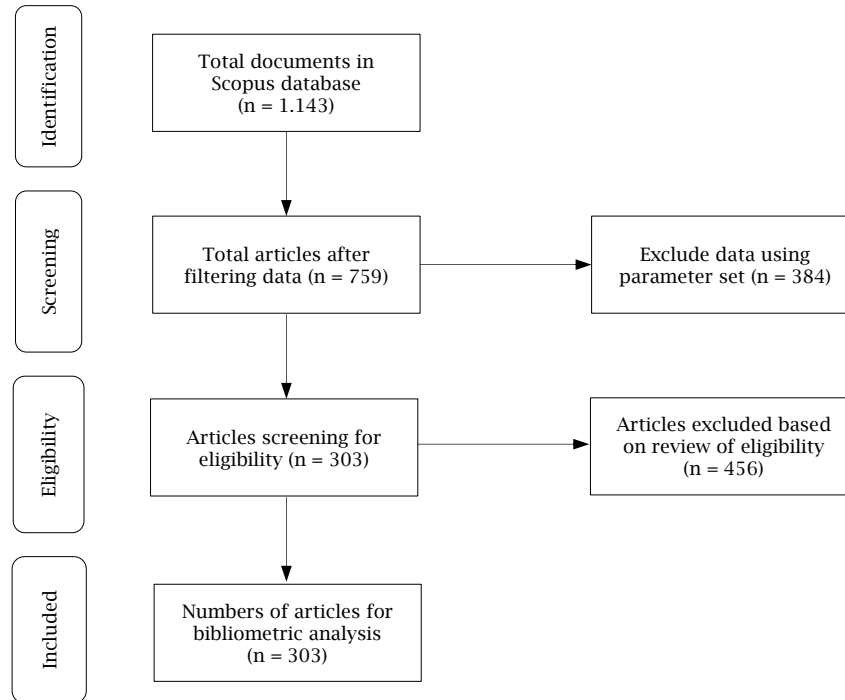 Identification
Total documents in
Scopus database
(n = 1.143)
Screening
Total articles after
filtering data (n = 759)
Exclude data using
parameter set (n = 384)
Eligibility
Articles screening for
eligibility (n = 303)
Articles excluded based
on review of eligibility
(n = 456)
Included
Numbers of articles for
bibliometric analysis
(n = 303)